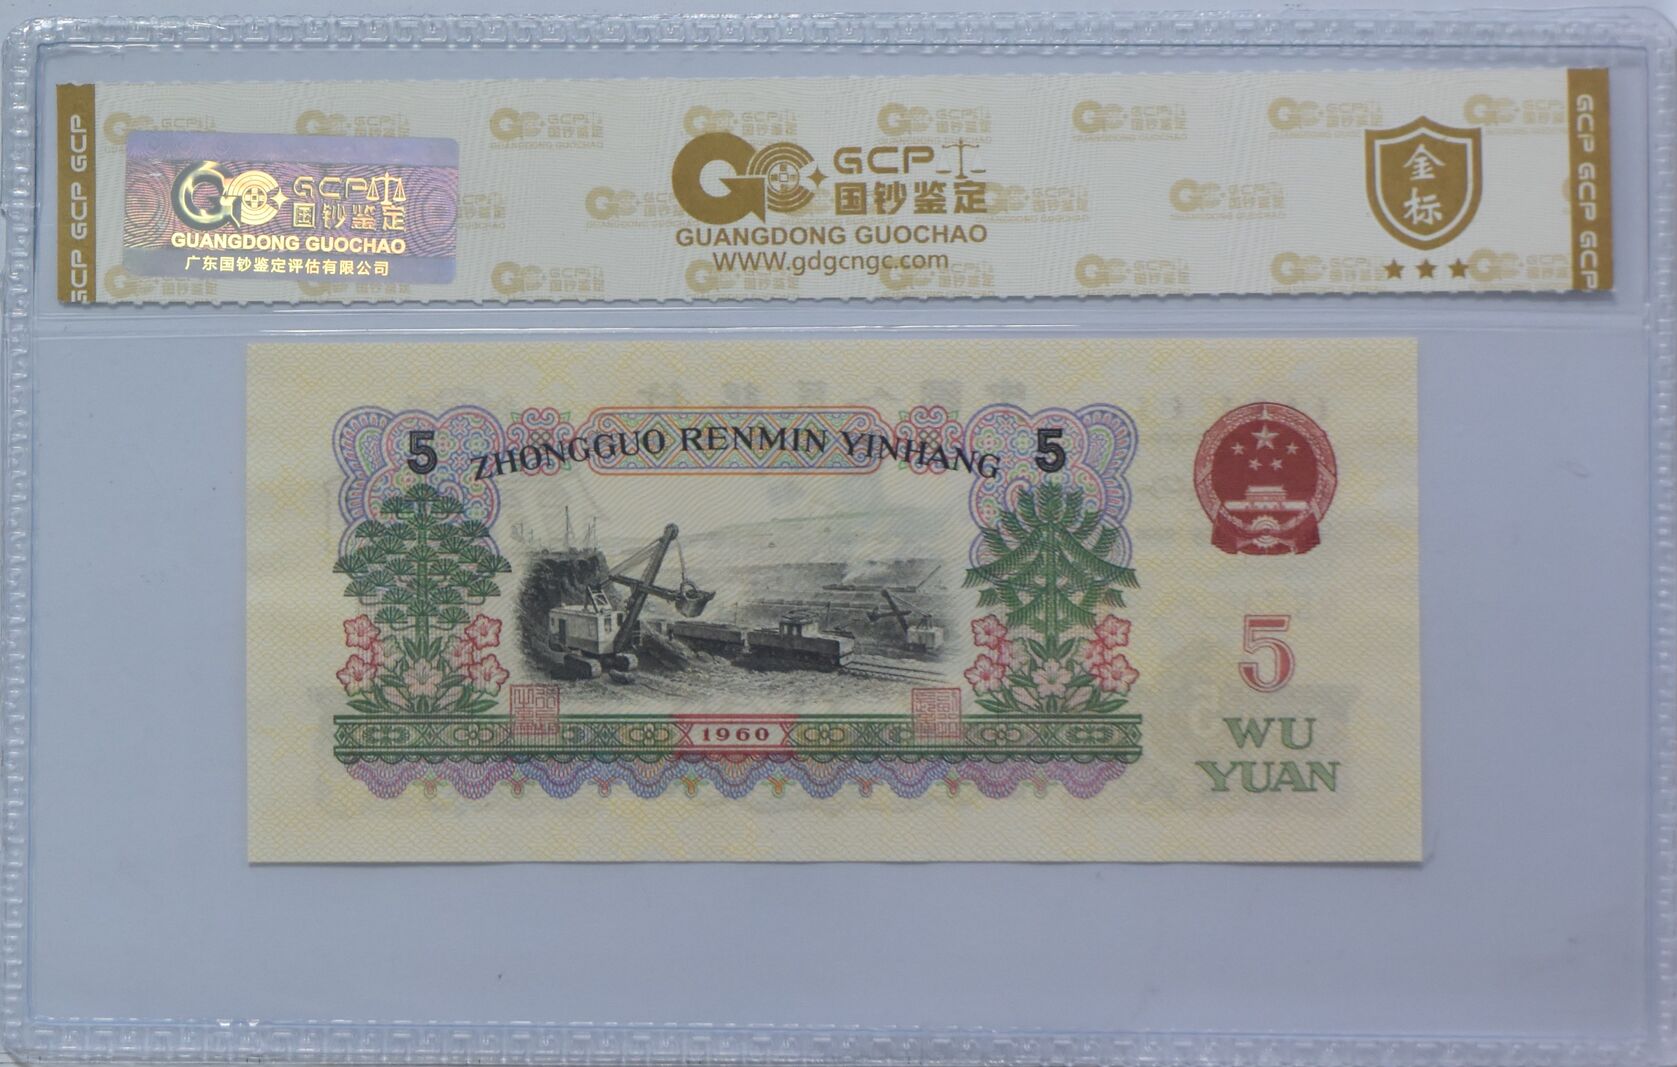 GCP GCP GCP
GCP
国钞鉴定
GUANGDONG GUOCHAO
广东国钞鉴定评估有限公司
GCP
国钞鉴定
GUANGDONG GUOCHAO
WWW.gdgcngc.com
金
标
GCP GCP GCP
5 ZHONGGUO RENMIN YINHANG 5
5
WU
YUAN
1960